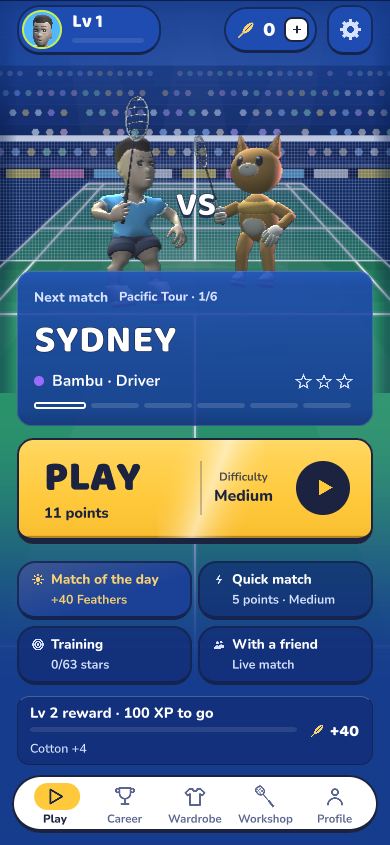 Lv 1
0
+
VS
Next match Pacific Tour · 1/6
SYDNEY
Bambu · Driver
PLAY
11 points
Difficulty
Medium
Match of the day
+40 Feathers
Quick match
5 points · Medium
Training
0/63 stars
With a friend
Live match
Lv 2 reward · 100 XP to go
+40
Cotton +4
Play
Career
Wardrobe
Workshop
Profile